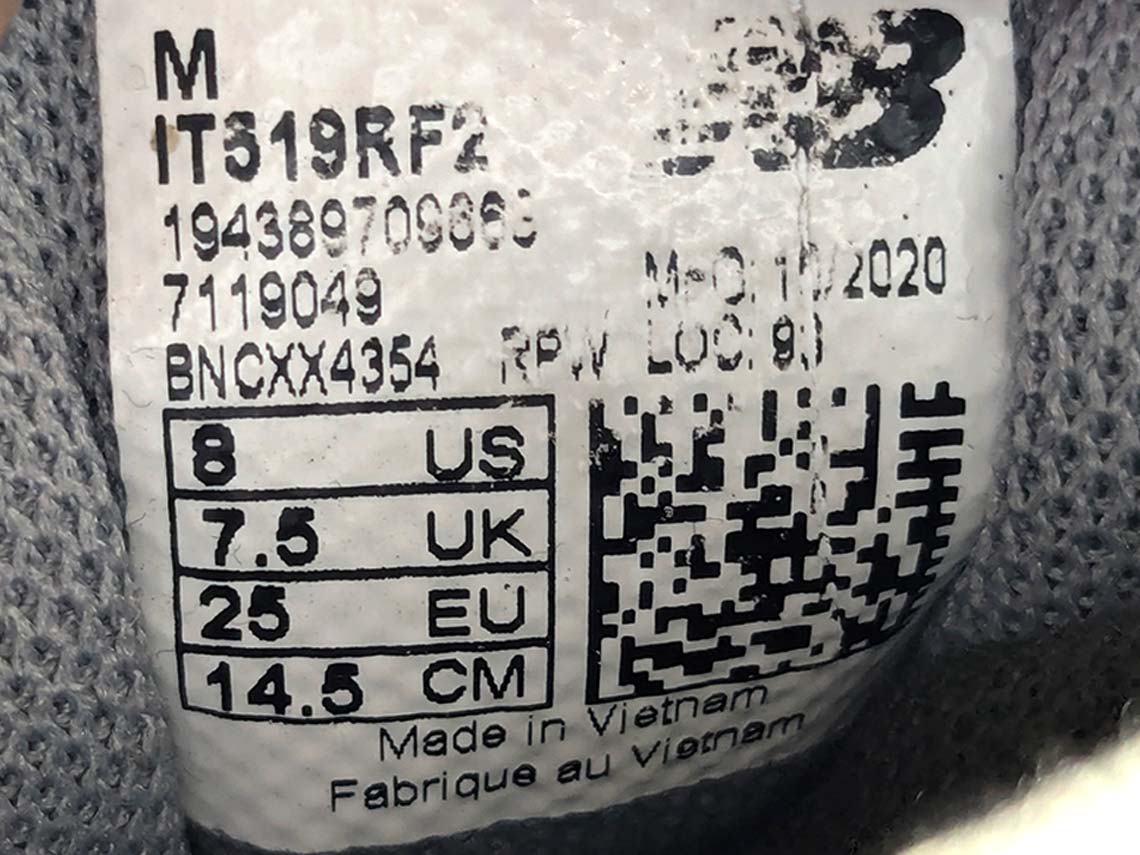 M
IT519RF2
7119049
BNCXX4354 RPW LOC:
8 US
7.5 UK
25 EU
14.5 CM
Made in Vietnam
Fabrique au Vietnam